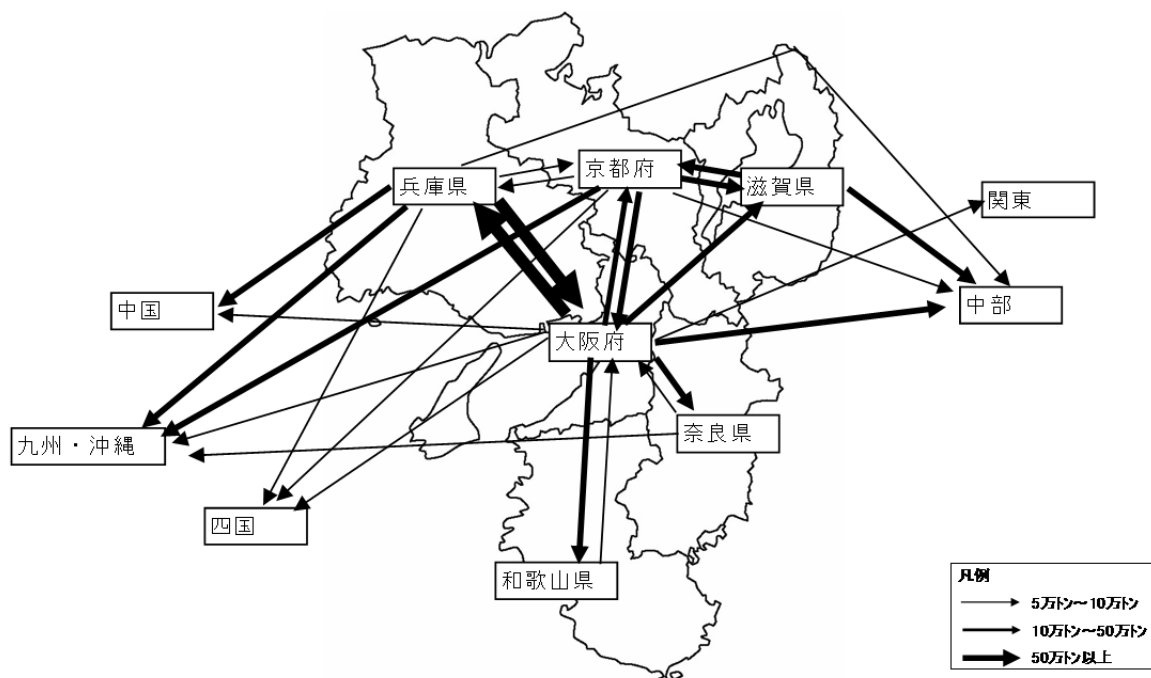 京都府
兵庫県
滋賀県
関東
中国
中部
大阪府
九州・沖縄
奈良県
四国
和歌山県
凡例
5万トン～10万トン
10万トン～50万トン
50万トン以上